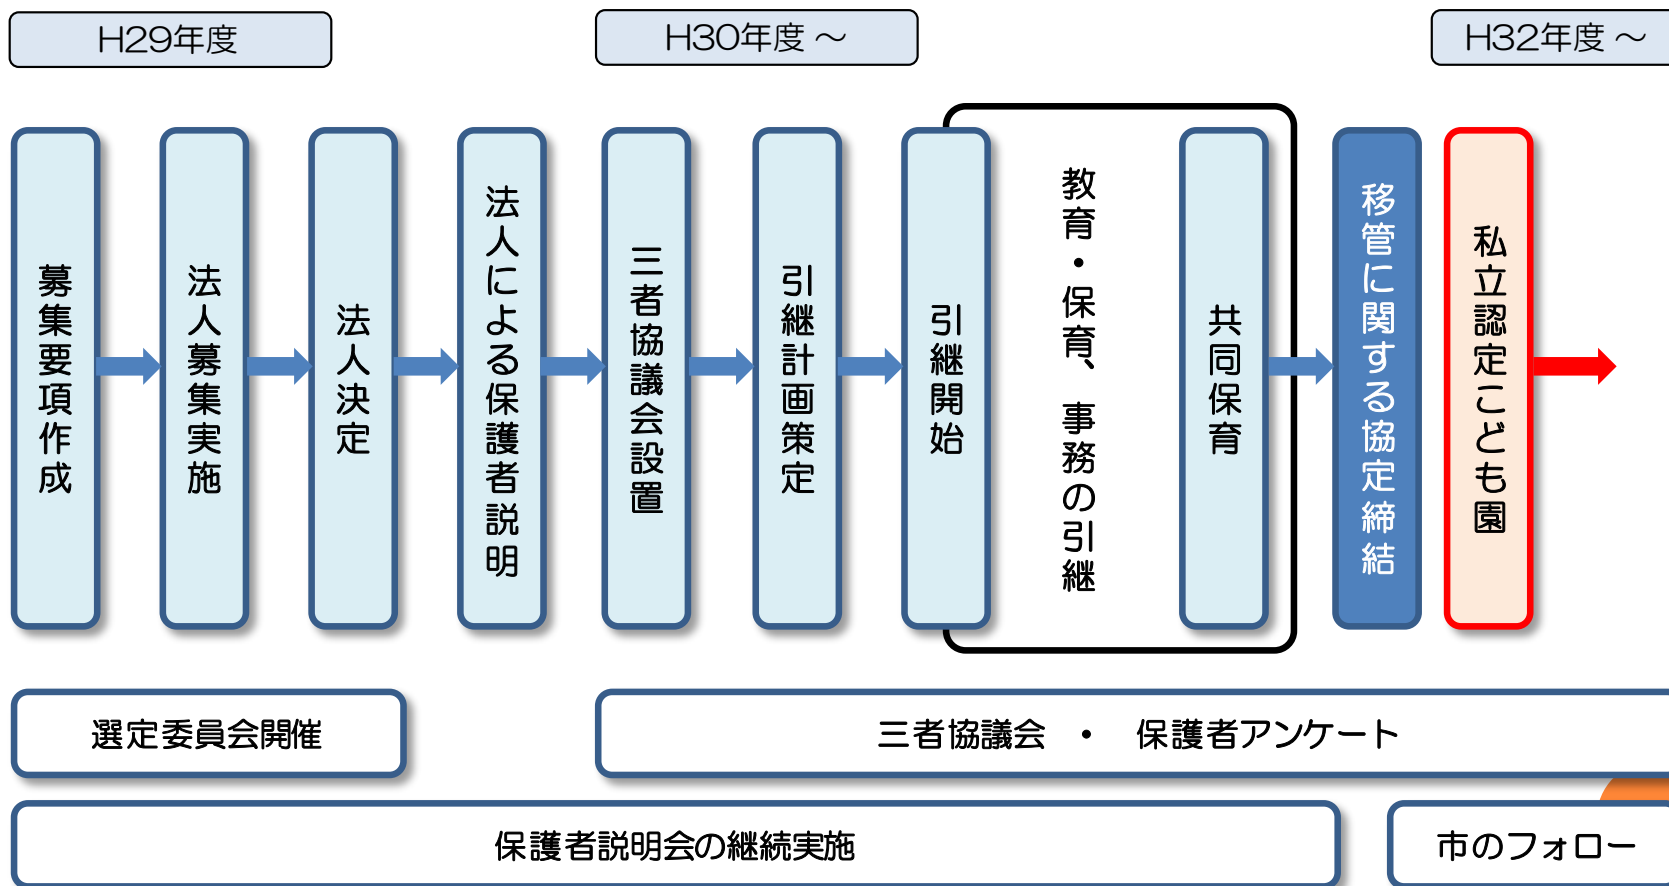 H29年度
H30年度 ～
H32年度 ～
募集要項作成
法人募集実施
法人決定
法人による保護者説明
三者協議会設置
引継計画策定
引継開始
教育・保育、事務の引継
共同保育
移管に関する協定締結
私立認定こども園
選定委員会開催
三者協議会 ・ 保護者アンケート
保護者説明会の継続実施
市のフォロー